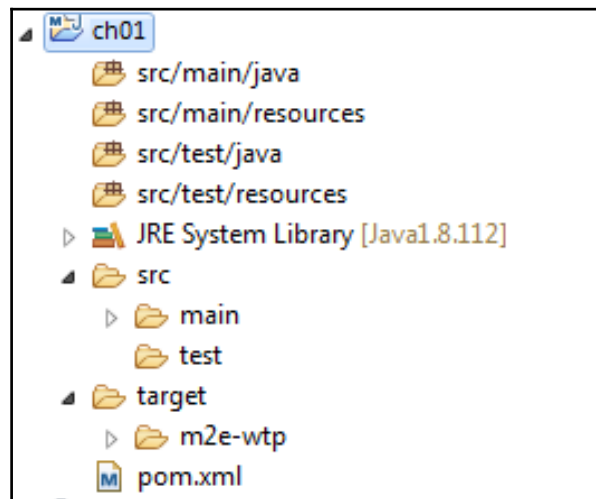 ch01
src/main/java
src/main/resources
src/test/java
src/test/resources
JRE System Library [Java1.8.112]
src
main
test
target
m2e-wtp
pom.xml